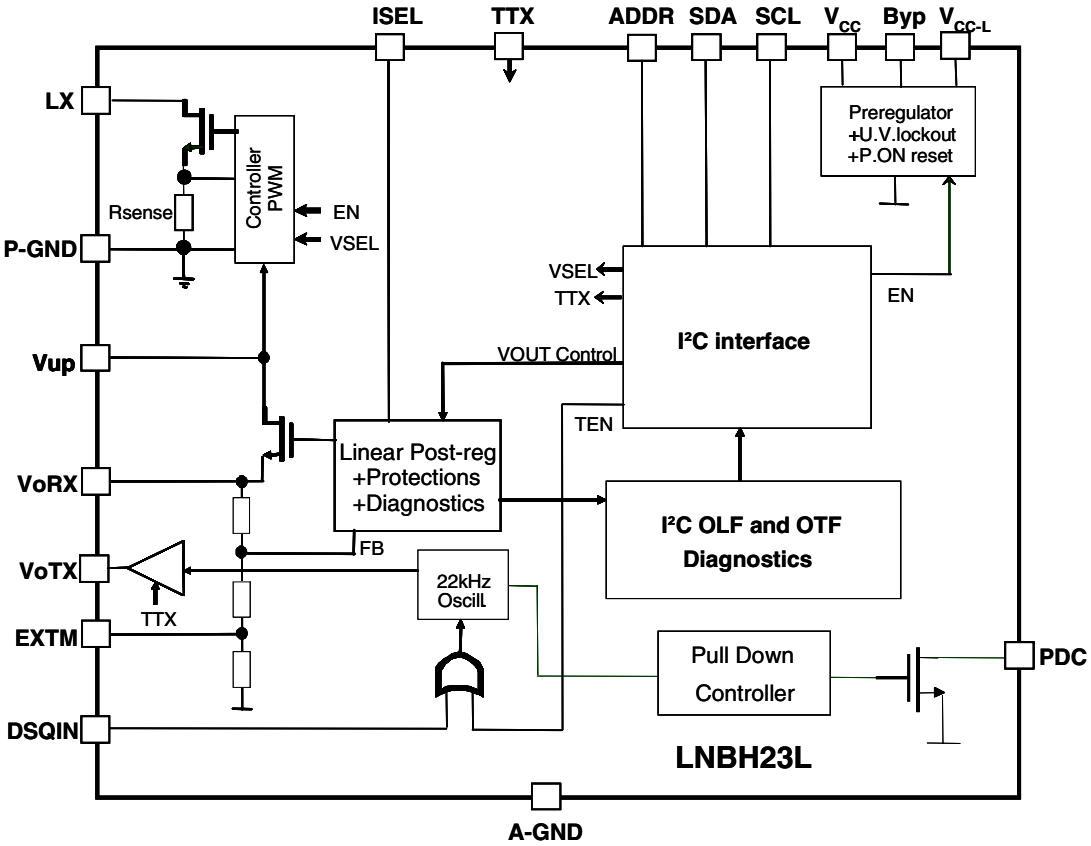 ISEL
TTX
ADDR
SDA
SCL
VCC
Byp
VCC-L
LX
Preregulator
+U.V.lockout
+P.ON reset
Controller
PWM
Rsense
EN
VSEL
P-GND
VSEL
TTX
EN
I²C interface
VOUT Control
Vup
TEN
Linear Post-reg
+Protections
+Diagnostics
VoRX
I²C OLF and OTF
Diagnostics
FB
VoTX
22kHz
Oscill.
TTX
EXTM
Pull Down
Controller
PDC
DSQIN
LNBH23L
A-GND